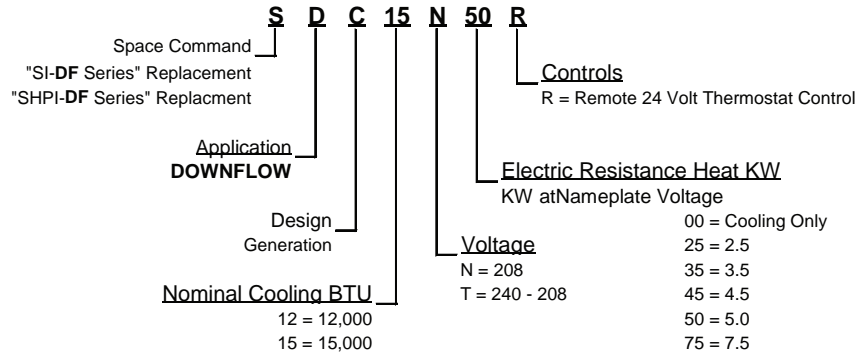 S D C 15 N 50 R
Space Command
"SI-DF Series" Replacement
"SHPI-DF Series" Replacment
Controls
R = Remote 24 Volt Thermostat Control
Application
DOWNFLOW
Electric Resistance Heat KW
KW atNameplate Voltage
00 = Cooling Only
25 = 2.5
35 = 3.5
45 = 4.5
50 = 5.0
75 = 7.5
Design
Generation
Voltage
N = 208
T = 240 - 208
Nominal Cooling BTU
12 = 12,000
15 = 15,000